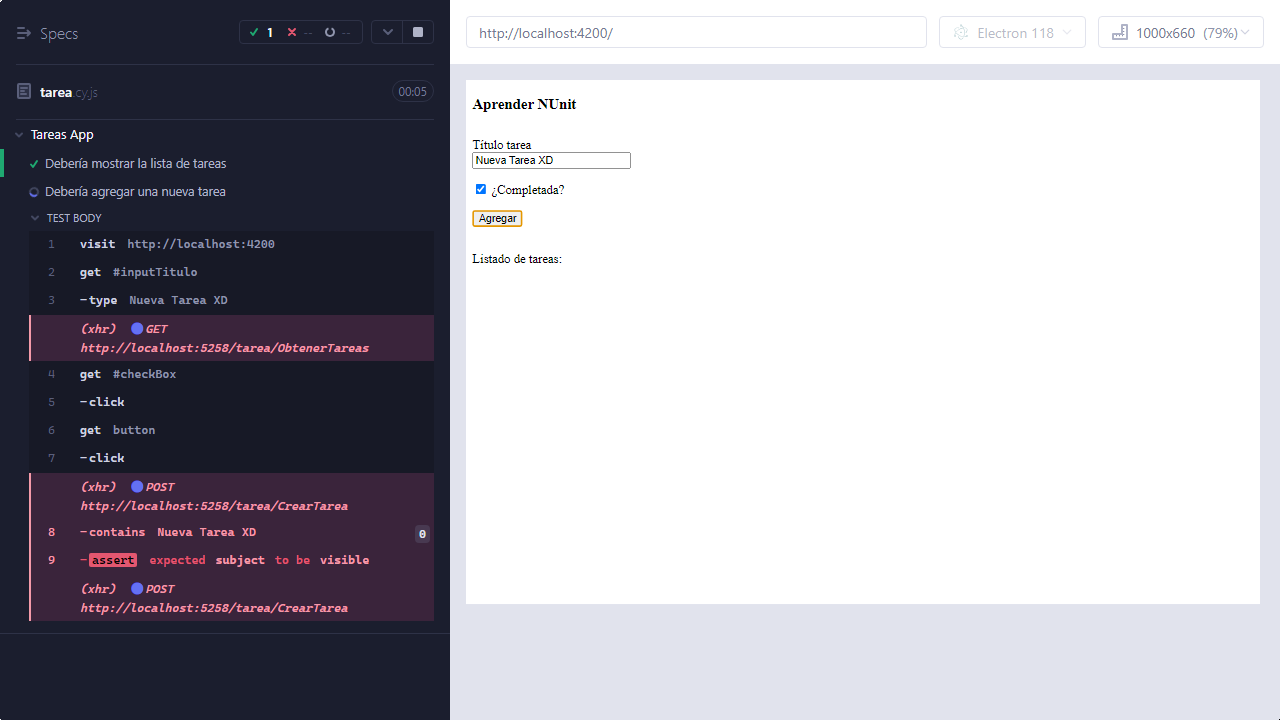 Specs
1
--
--
tarea.cy.js
00:05
Tareas App
Debería mostrar la lista de tareas
Debería agregar una nueva tarea
TEST BODY
1 visit http://localhost:4200
2 get #inputTitulo
3 -type Nueva Tarea XD
(xhr) GET
http://localhost:5258/tarea/ObtenerTareas
4 get #checkBox
5 -click
6 get button
7 -click
(xhr) POST
http://localhost:5258/tarea/CrearTarea
8 -contains Nueva Tarea XD 0
9 -assert expected subject to be visible
(xhr) POST
http://localhost:5258/tarea/CrearTarea
http://localhost:4200/
Electron 118
1000x660 (79%)
Aprender NUnit
Título tarea
Nueva Tarea XD
¿Completada?
Agregar
Listado de tareas: